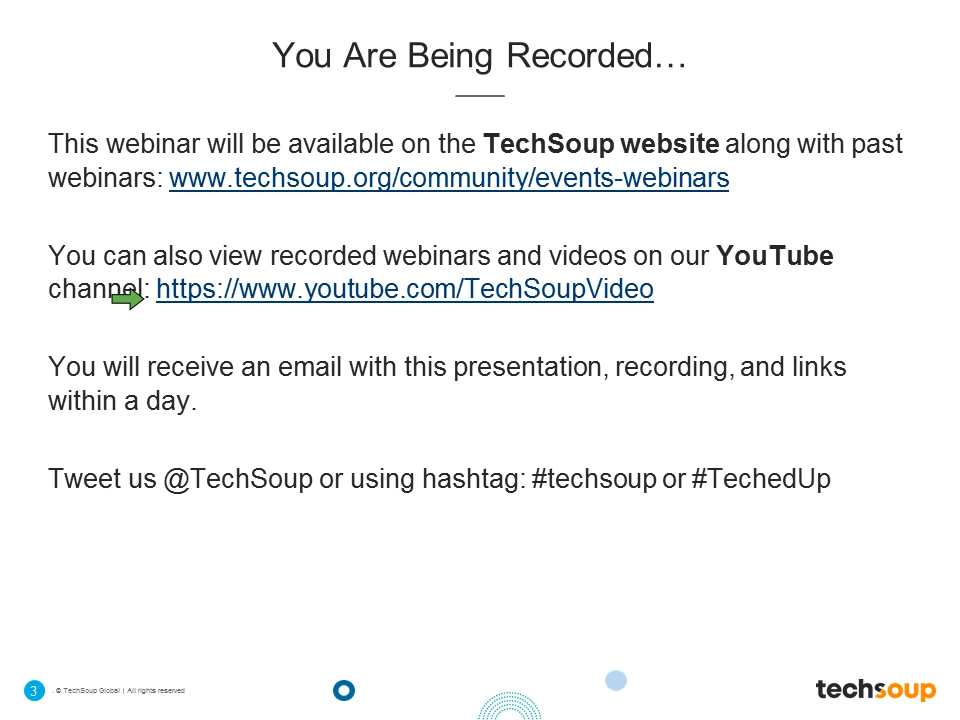 You Are Being Recorded…
This webinar will be available on the TechSoup website along with past
webinars: www.techsoup.org/community/events-webinars
You can also view recorded webinars and videos on our YouTube
channel: https://www.youtube.com/TechSoupVideo
You will receive an email with this presentation, recording, and links
within a day.
Tweet us @TechSoup or using hashtag: #techsoup or #TechedUp
3 . © TechSoup Global | All rights reserved
techsoup